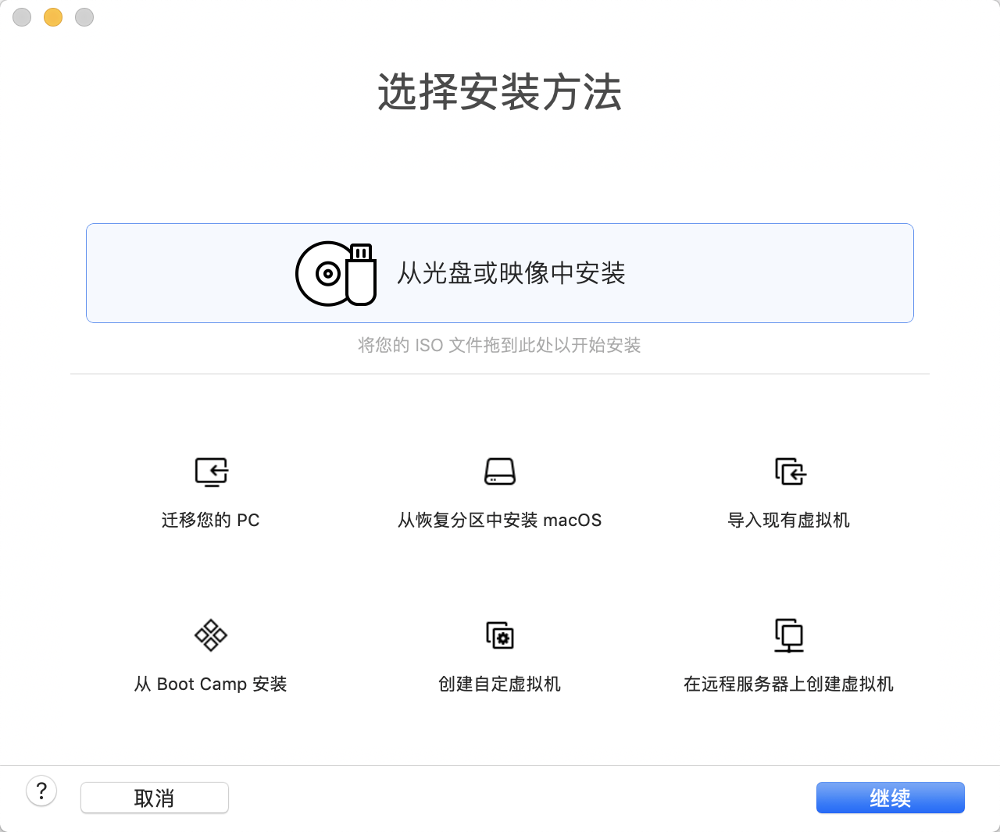 选择安装方法
从光盘或映像中安装
将您的 ISO 文件拖到此处以开始安装
迁移您的 PC
从恢复分区中安装 macOS
导入现有虚拟机
从 Boot Camp 安装
创建自定虚拟机
在远程服务器上创建虚拟机
?
取消
继续